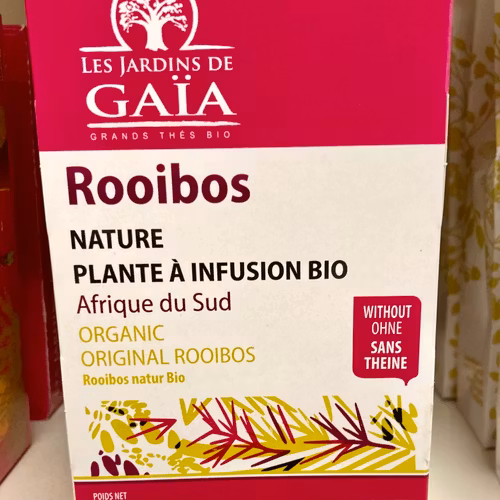 LES JARDINS DE
GAÏA
GRANDS THÉS BIO
Rooibos
NATURE
PLANTE À INFUSION BIO
Afrique du Sud
ORGANIC
ORIGINAL ROOIBOS
Rooibos natur Bio
WITHOUT
OHNE
SANS
THEINE
POIDS NET